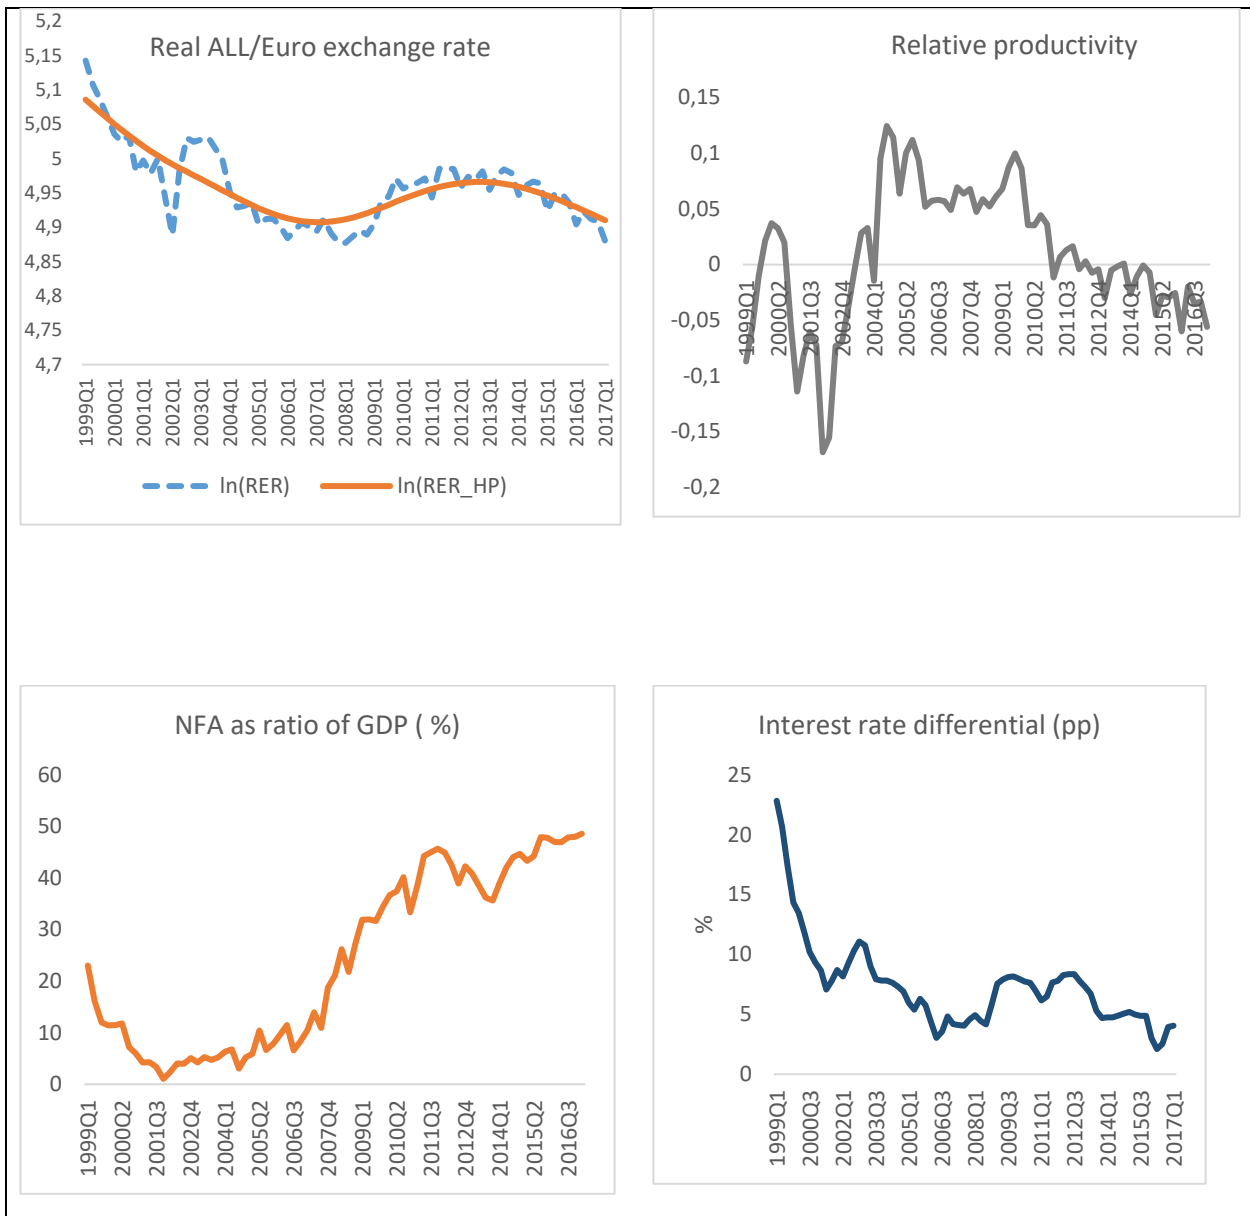 Real ALL/Euro exchange rate
5,2
5,15
5,1
5,05
5
4,95
4,9
4,85
4,8
4,75
4,7
1999Q1
2000Q1
2001Q1
2002Q1
2003Q1
2004Q1
2005Q1
2006Q1
2007Q1
2008Q1
2009Q1
2010Q1
2011Q1
2012Q1
2013Q1
2014Q1
2015Q1
2016Q1
2017Q1
ln(RER)
ln(RER_HP)
Relative productivity
0,15
0,1
0,05
0
-0,05
-0,1
-0,15
-0,2
1999Q1
2000Q2
2001Q3
2002Q4
2004Q1
2005Q2
2006Q3
2007Q4
2009Q1
2010Q2
2011Q3
2012Q4
2014Q1
2015Q2
2016Q3
NFA as ratio of GDP ( %)
60
50
40
30
20
10
0
1999Q1
2000Q2
2001Q3
2002Q4
2004Q1
2005Q2
2006Q3
2007Q4
2009Q1
2010Q2
2011Q3
2012Q4
2014Q1
2015Q2
2016Q3
Interest rate differential (pp)
%
25
20
15
10
5
0
1999Q1
2000Q3
2002Q1
2003Q3
2005Q1
2006Q3
2008Q1
2009Q3
2011Q1
2012Q3
2014Q1
2015Q3
2017Q1